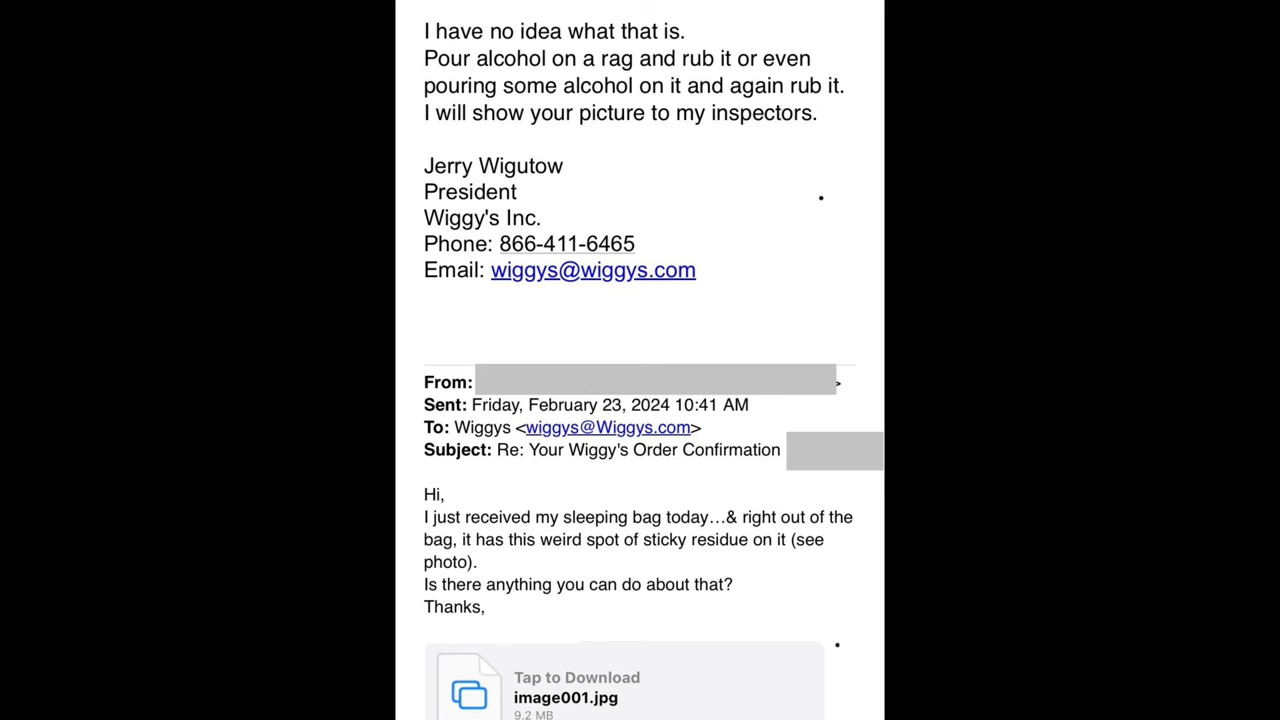 I have no idea what that is.
Pour alcohol on a rag and rub it or even
pouring some alcohol on it and again rub it.
I will show your picture to my inspectors.
Jerry Wigutow
President
Wiggy's Inc.
Phone: 866-411-6465
Email: wiggys@wiggys.com
From: >
Sent: Friday, February 23, 2024 10:41 AM
To: Wiggys <wiggys@Wiggys.com>
Subject: Re: Your Wiggy's Order Confirmation
Hi,
I just received my sleeping bag today…& right out of the
bag, it has this weird spot of sticky residue on it (see
photo).
Is there anything you can do about that?
Thanks,
Tap to Download
image001.jpg
9.2 MB